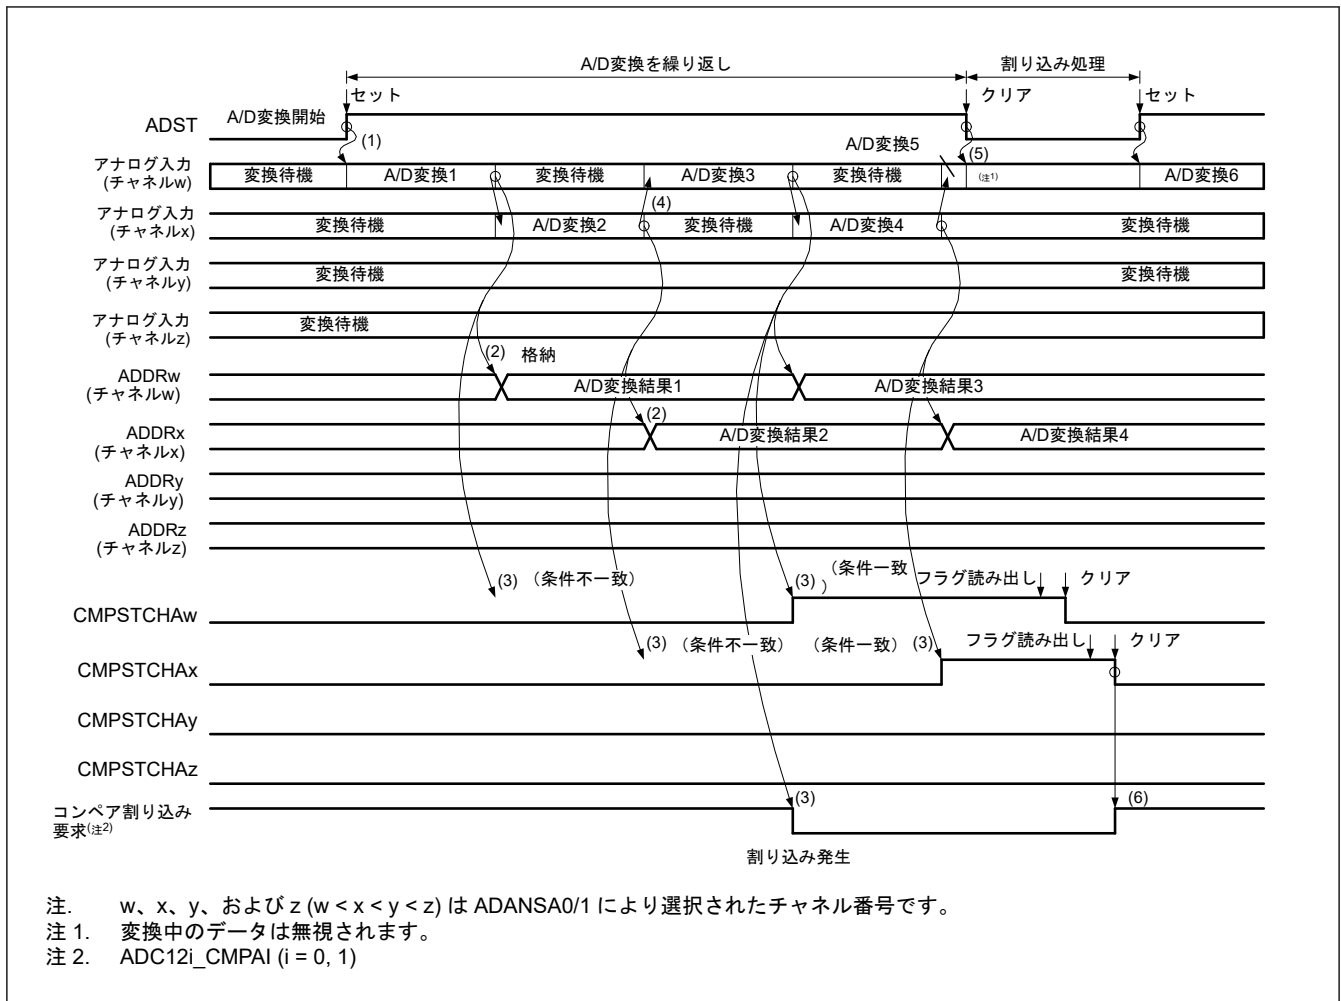 A/D変換を繰り返し
割り込み処理
セット
クリア
セット
ADST
A/D変換開始
(1)
A/D変換5
(5)
アナログ入力
(チャネルw)
変換待機
A/D変換1
変換待機
A/D変換3
変換待機
(注1)
A/D変換6
(4)
アナログ入力
(チャネルx)
変換待機
A/D変換2
変換待機
A/D変換4
変換待機
アナログ入力
(チャネルy)
変換待機
変換待機
アナログ入力
(チャネルz)
変換待機
(2) 格納
ADDRw
(チャネルw)
A/D変換結果1
A/D変換結果3
(2)
ADDRx
(チャネルx)
A/D変換結果2
A/D変換結果4
ADDRy
(チャネルy)
ADDRz
(チャネルz)
(3) （条件不一致）
(3)
（条件一致
）
フラグ読み出し
クリア
CMPSTCHAw
(3) （条件不一致）
（条件一致） (3)
フラグ読み出し
クリア
CMPSTCHAx
CMPSTCHAy
CMPSTCHAz
(3)
(6)
コンペア割り込み
要求(注2)
割り込み発生
注. w、x、y、および z (w < x < y < z) は ADANSA0/1 により選択されたチャネル番号です。
注 1. 変換中のデータは無視されます。
注 2. ADC12i_CMPAI (i = 0, 1)